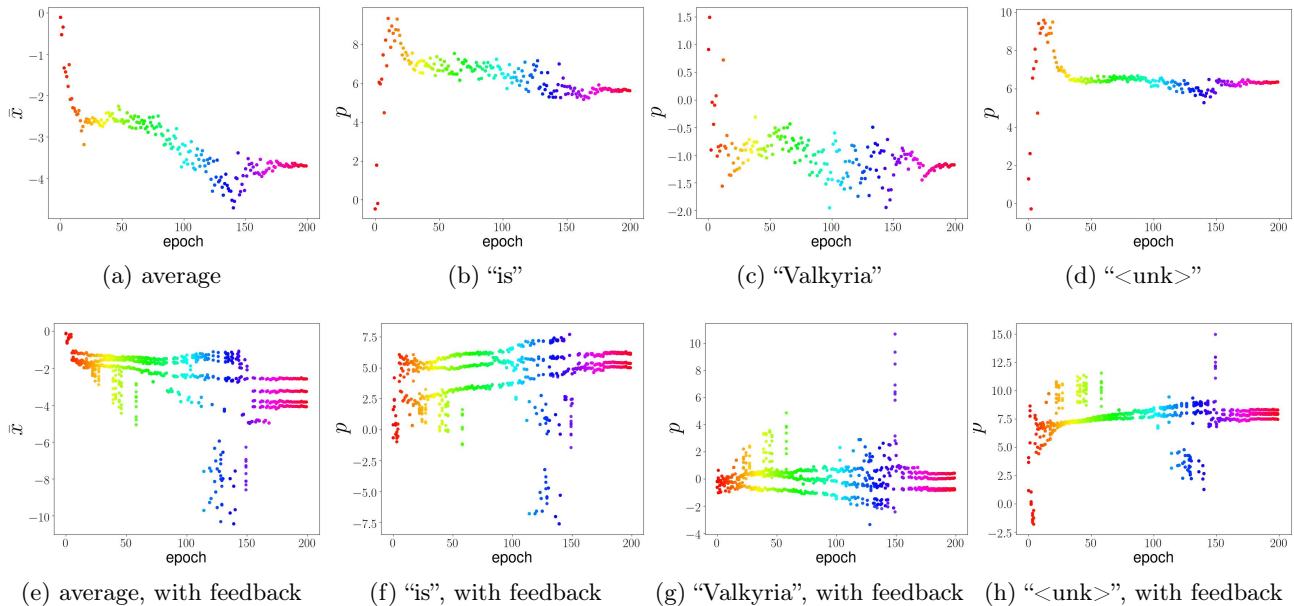 0
−1
−2
−3
−4
x̄
0 50 100 150 200
epoch
(a) average
8
6
4
2
0
p
0 50 100 150 200
epoch
(b) “is”
1.5
1.0
0.5
0.0
−0.5
−1.0
−1.5
−2.0
p
0 50 100 150 200
epoch
(c) “Valkyria”
10
8
6
4
2
0
p
0 50 100 150 200
epoch
(d) “<unk>”
0
−2
−4
−6
−8
−10
x̄
0 50 100 150 200
epoch
(e) average, with feedback
7.5
5.0
2.5
0.0
−2.5
−5.0
−7.5
p
0 50 100 150 200
epoch
(f) “is”, with feedback
10
8
6
4
2
0
−2
−4
p
0 50 100 150 200
epoch
(g) “Valkyria”, with feedback
15.0
12.5
10.0
7.5
5.0
2.5
0.0
−2.5
p
0 50 100 150 200
epoch
(h) “<unk>”, with feedback